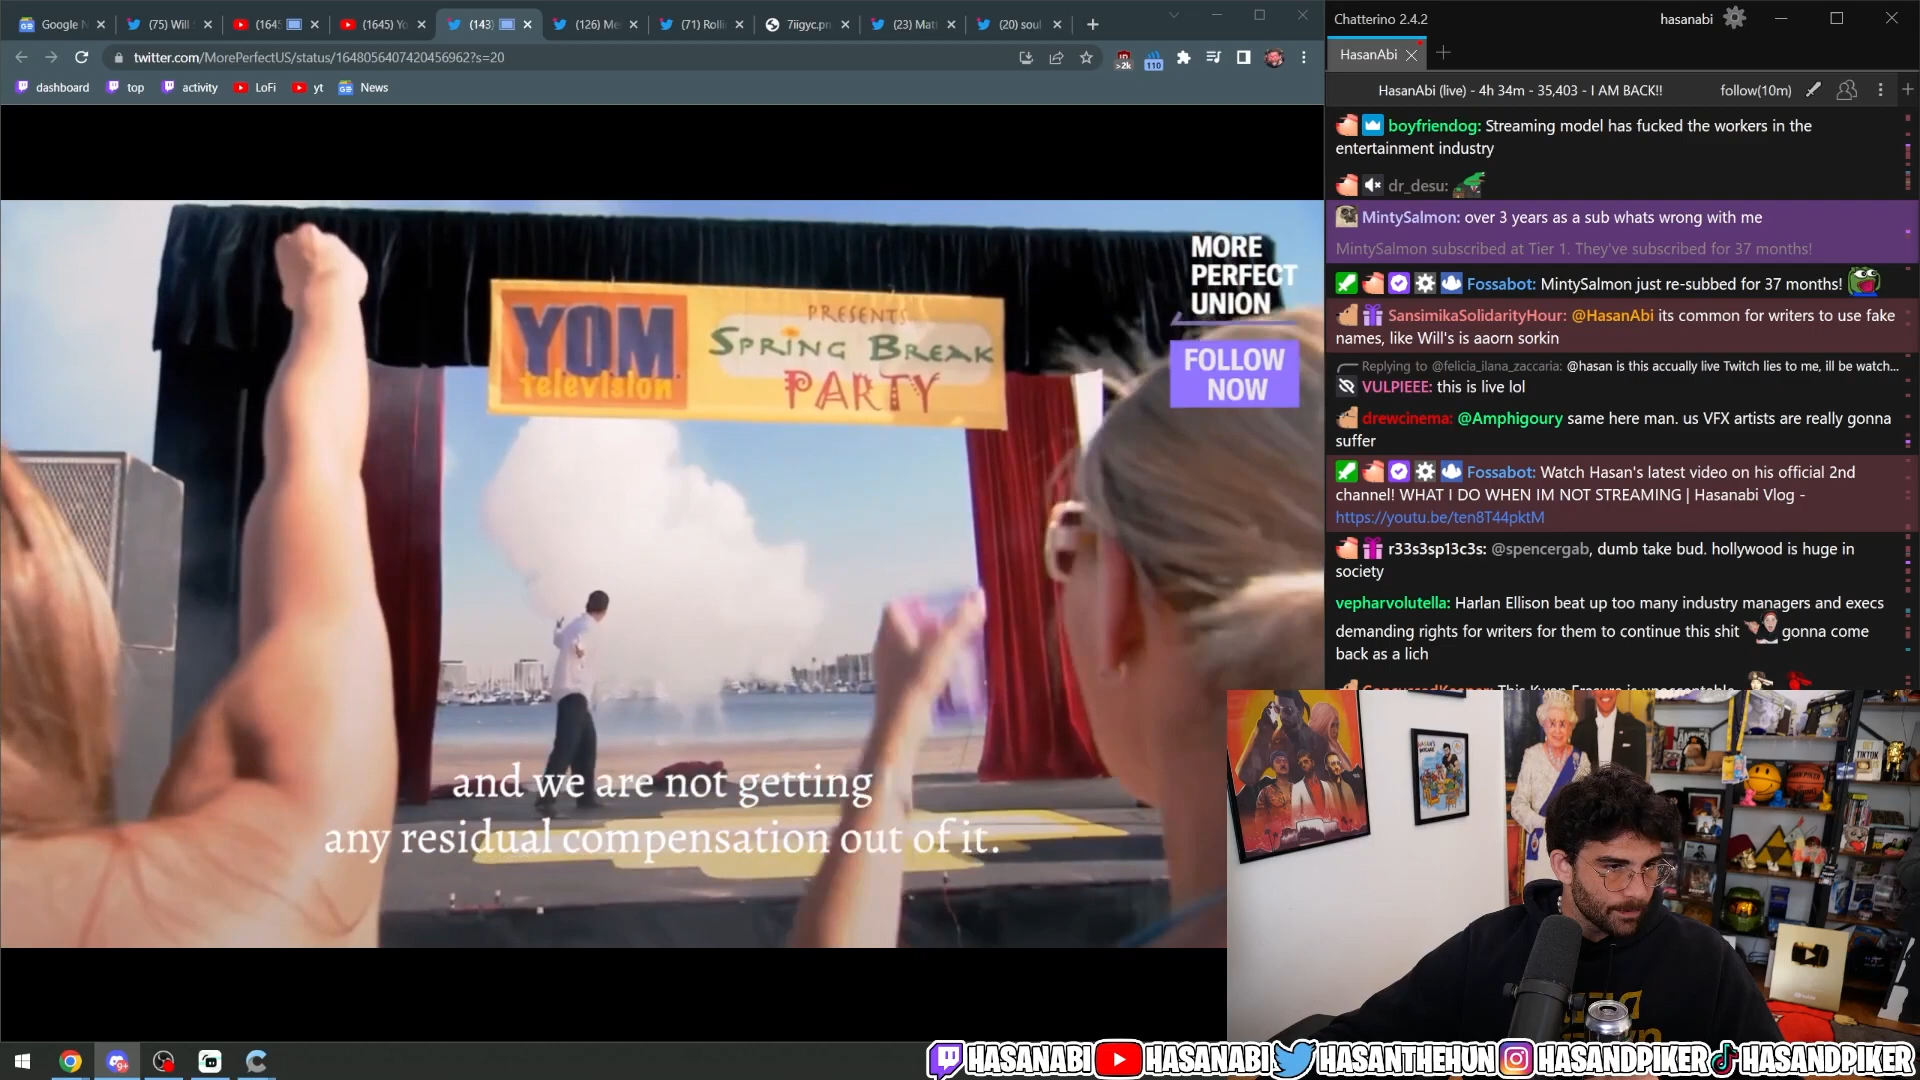 Google N
(75) Will
(164
(1645) Yo
(143)
(126) Me
(71) Rolli
7iigyc.pn
(23) Mat
(20) soul
twitter.com/MorePerfectUS/status/1648056407420456962?s=20
>2k
110
dashboard
top
activity
LoFi
yt
News
YOM
television
PRESENTS
SPRING BREAK
PARTY
MORE
PERFECT
UNION
FOLLOW
NOW
and we are not getting
any residual compensation out of it.
Chatterino 2.4.2
hasanabi
HasanAbi
HasanAbi (live) - 4h 34m - 35,403 - I AM BACK!!
follow(10m)
boyfriendog: Streaming model has fucked the workers in the
entertainment industry
dr_desu:
MintySalmon: over 3 years as a sub whats wrong with me
MintySalmon subscribed at Tier 1. They've subscribed for 37 months!
Fossabot: MintySalmon just re-subbed for 37 months!
SansimikaSolidarityHour: @HasanAbi its common for writers to use fake
names, like Will's is aaorn sorkin
Replying to @felicia_ilana_zaccaria: @hasan is this accually live Twitch lies to me, ill be watch...
VULPIEEE: this is live lol
drewcinema: @Amphigoury same here man. us VFX artists are really gonna
suffer
Fossabot: Watch Hasan's latest video on his official 2nd
channel! WHAT I DO WHEN IM NOT STREAMING | Hasanabi Vlog -
https://youtu.be/ten8T44pktM
r33s3sp13c3s: @spencergab, dumb take bud. hollywood is huge in
society
vepharvolutella: Harlan Ellison beat up too many industry managers and execs
demanding rights for writers for them to continue this shit gonna come
back as a lich
HASANABI
HASANABI
HASANTHEHUN
HASANDPIKER
HASANDPIKER